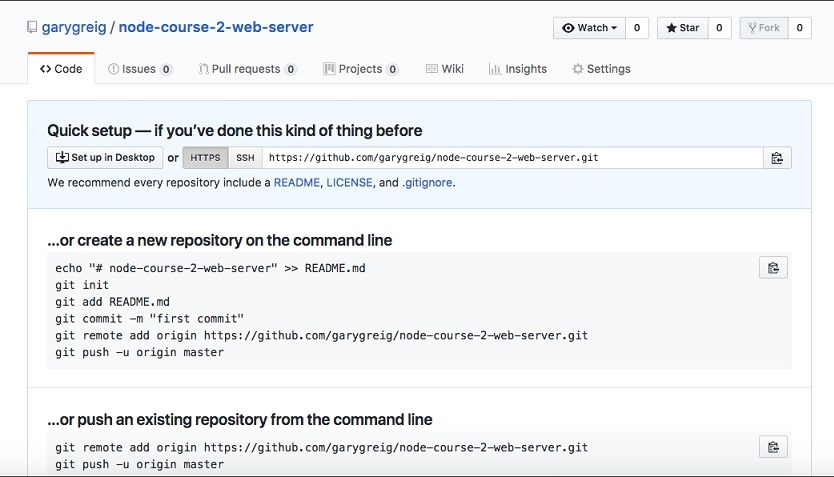 garygreig / node-course-2-web-server
Watch 0 Star 0 Fork 0
Code Issues 0 Pull requests 0 Projects 0 Wiki Insights Settings
Quick setup — if you've done this kind of thing before
Set up in Desktop or HTTPS SSH https://github.com/garygreig/node-course-2-web-server.git
We recommend every repository include a README, LICENSE, and .gitignore.
...or create a new repository on the command line
echo "# node-course-2-web-server" >> README.md
git init
git add README.md
git commit -m "first commit"
git remote add origin https://github.com/garygreig/node-course-2-web-server.git
git push -u origin master
...or push an existing repository from the command line
git remote add origin https://github.com/garygreig/node-course-2-web-server.git
git push -u origin master